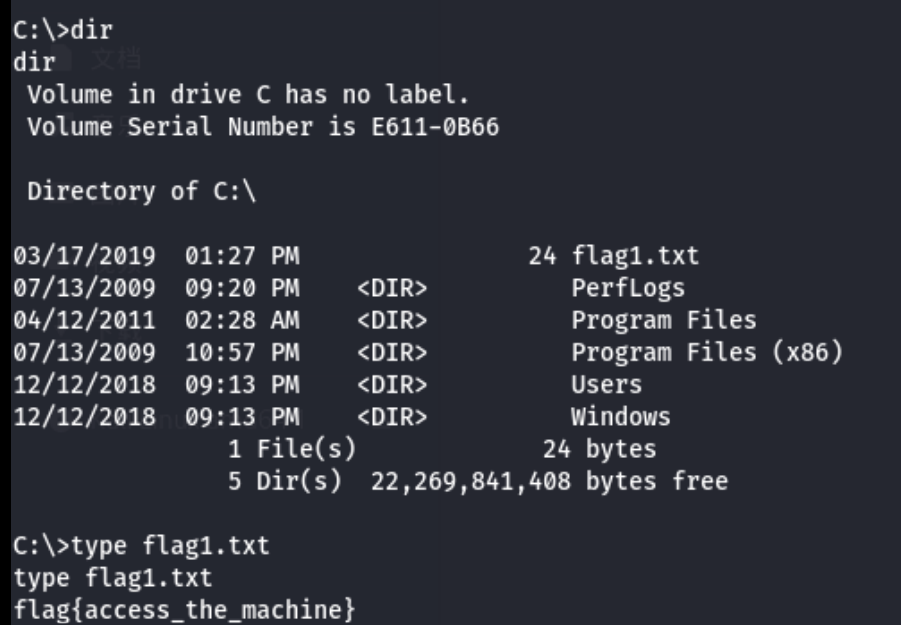 C:\>dir
dir
 Volume in drive C has no label.
 Volume Serial Number is E611-0B66

 Directory of C:\

03/17/2019  01:27 PM                24 flag1.txt
07/13/2009  09:20 PM    <DIR>          PerfLogs
04/12/2011  02:28 AM    <DIR>          Program Files
07/13/2009  10:57 PM    <DIR>          Program Files (x86)
12/12/2018  09:13 PM    <DIR>          Users
12/12/2018  09:13 PM    <DIR>          Windows
               1 File(s)             24 bytes
               5 Dir(s)  22,269,841,408 bytes free

C:\>type flag1.txt
type flag1.txt
flag{access_the_machine}
文档